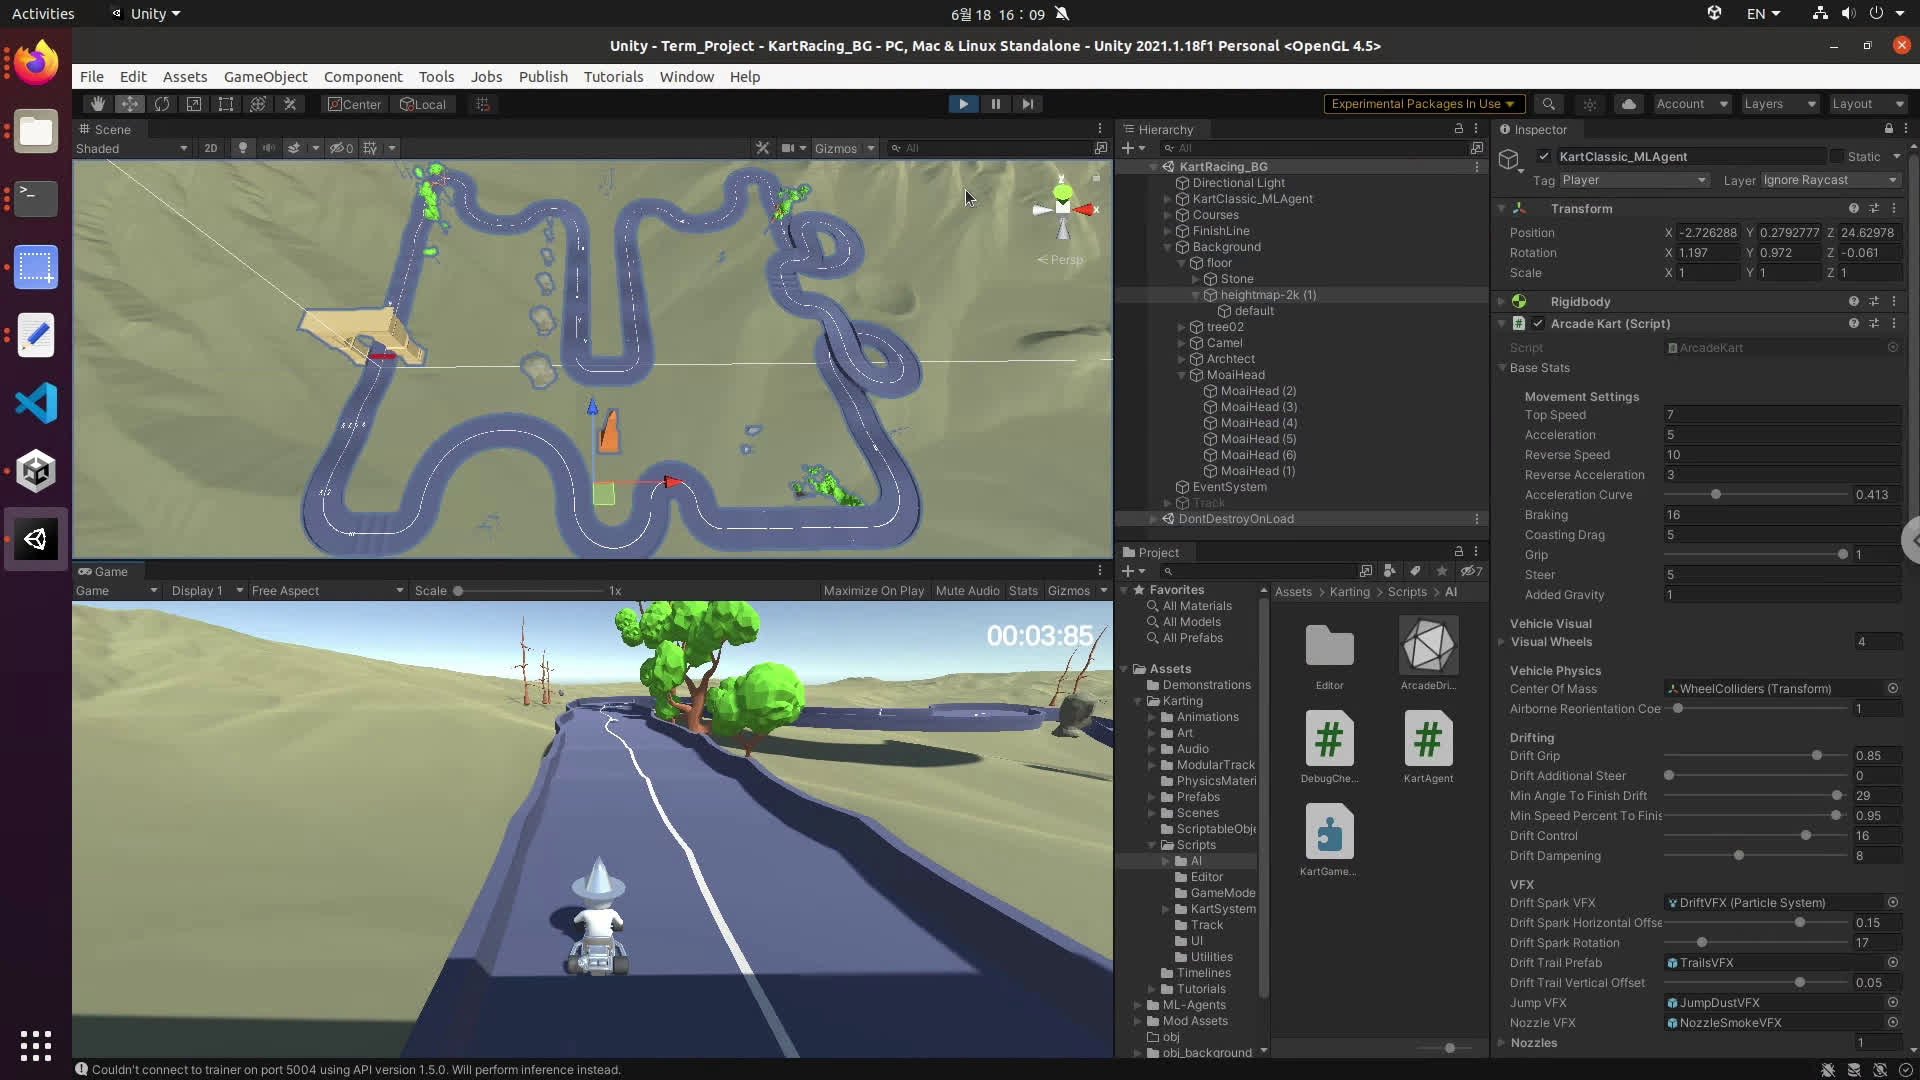 Activities
Unity
6월 18 16 : 09
EN
Unity - Term_Project - KartRacing_BG - PC, Mac & Linux Standalone - Unity 2021.1.18f1 Personal <OpenGL 4.5>
File Edit Assets GameObject Component Tools Jobs Publish Tutorials Window Help
Center Local
Experimental Packages In Use
Account
Layers
Layout
Scene
Shaded
2D
0
Gizmos
All
Persp
y
x
Game
Game
Display 1
Free Aspect
Scale
1x
Maximize On Play
Mute Audio
Stats
Gizmos
00:03:85
Hierarchy
All
KartRacing_BG
Directional Light
KartClassic_MLAgent
Courses
FinishLine
Background
floor
Stone
heightmap-2k (1)
default
tree02
Camel
Archtect
MoaiHead
MoaiHead (2)
MoaiHead (3)
MoaiHead (4)
MoaiHead (5)
MoaiHead (6)
MoaiHead (1)
EventSystem
Track
DontDestroyOnLoad
Project
7
Favorites
All Materials
All Models
All Prefabs
Assets
Demonstrations
Karting
Animations
Art
Audio
ModularTrack
PhysicsMateri
Prefabs
Scenes
ScriptableObje
Scripts
AI
Editor
GameMode
KartSystem
Track
UI
Utilities
Timelines
Tutorials
ML-Agents
Mod Assets
obj
obj_background
Assets > Karting > Scripts > AI
Editor
ArcadeDri...
DebugChe...
KartAgent
KartGame...
Inspector
KartClassic_MLAgent
Static
Tag Player
Layer Ignore Raycast
Transform
Position X -2.726288 Y 0.2792777 Z 24.62978
Rotation X 1.197 Y 0.972 Z -0.061
Scale X 1 Y 1 Z 1
Rigidbody
Arcade Kart (Script)
Script ArcadeKart
Base Stats
Movement Settings
Top Speed 7
Acceleration 5
Reverse Speed 10
Reverse Acceleration 3
Acceleration Curve 0.413
Braking 16
Coasting Drag 5
Grip 1
Steer 5
Added Gravity 1
Vehicle Visual
Visual Wheels 4
Vehicle Physics
Center Of Mass WheelColliders (Transform)
Airborne Reorientation Coe 1
Drifting
Drift Grip 0.85
Drift Additional Steer 0
Min Angle To Finish Drift 29
Min Speed Percent To Finis 0.95
Drift Control 16
Drift Dampening 8
VFX
Drift Spark VFX DriftVFX (Particle System)
Drift Spark Horizontal Offse 0.15
Drift Spark Rotation 17
Drift Trail Prefab TrailsVFX
Drift Trail Vertical Offset 0.05
Jump VFX JumpDustVFX
Nozzle VFX NozzleSmokeVFX
Nozzles 1
Couldn't connect to trainer on port 5004 using API version 1.5.0. Will perform inference instead.